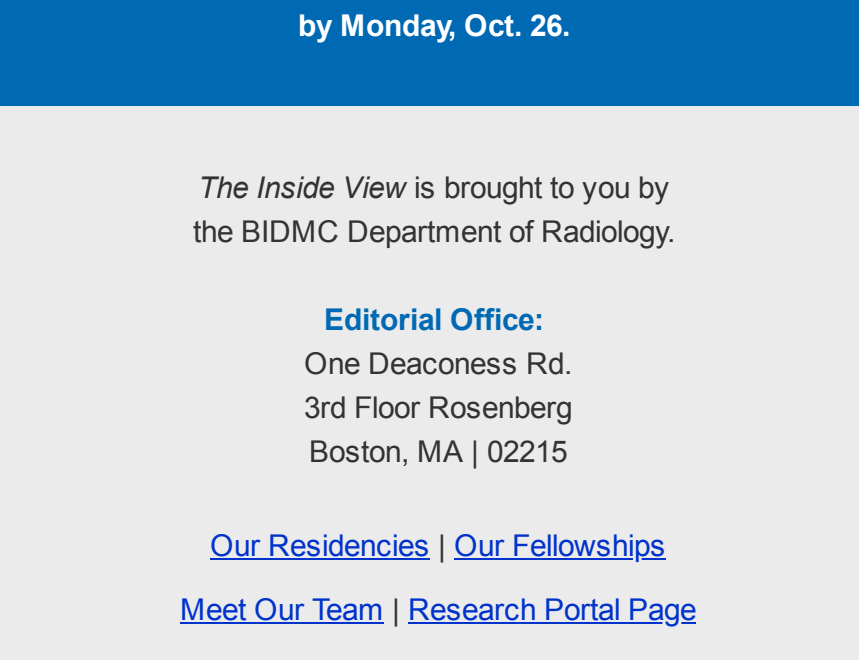 by Monday, Oct. 26.
The Inside View is brought to you by
the BIDMC Department of Radiology.
Editorial Office:
One Deaconess Rd.
3rd Floor Rosenberg
Boston, MA | 02215
Our Residencies | Our Fellowships
Meet Our Team | Research Portal Page